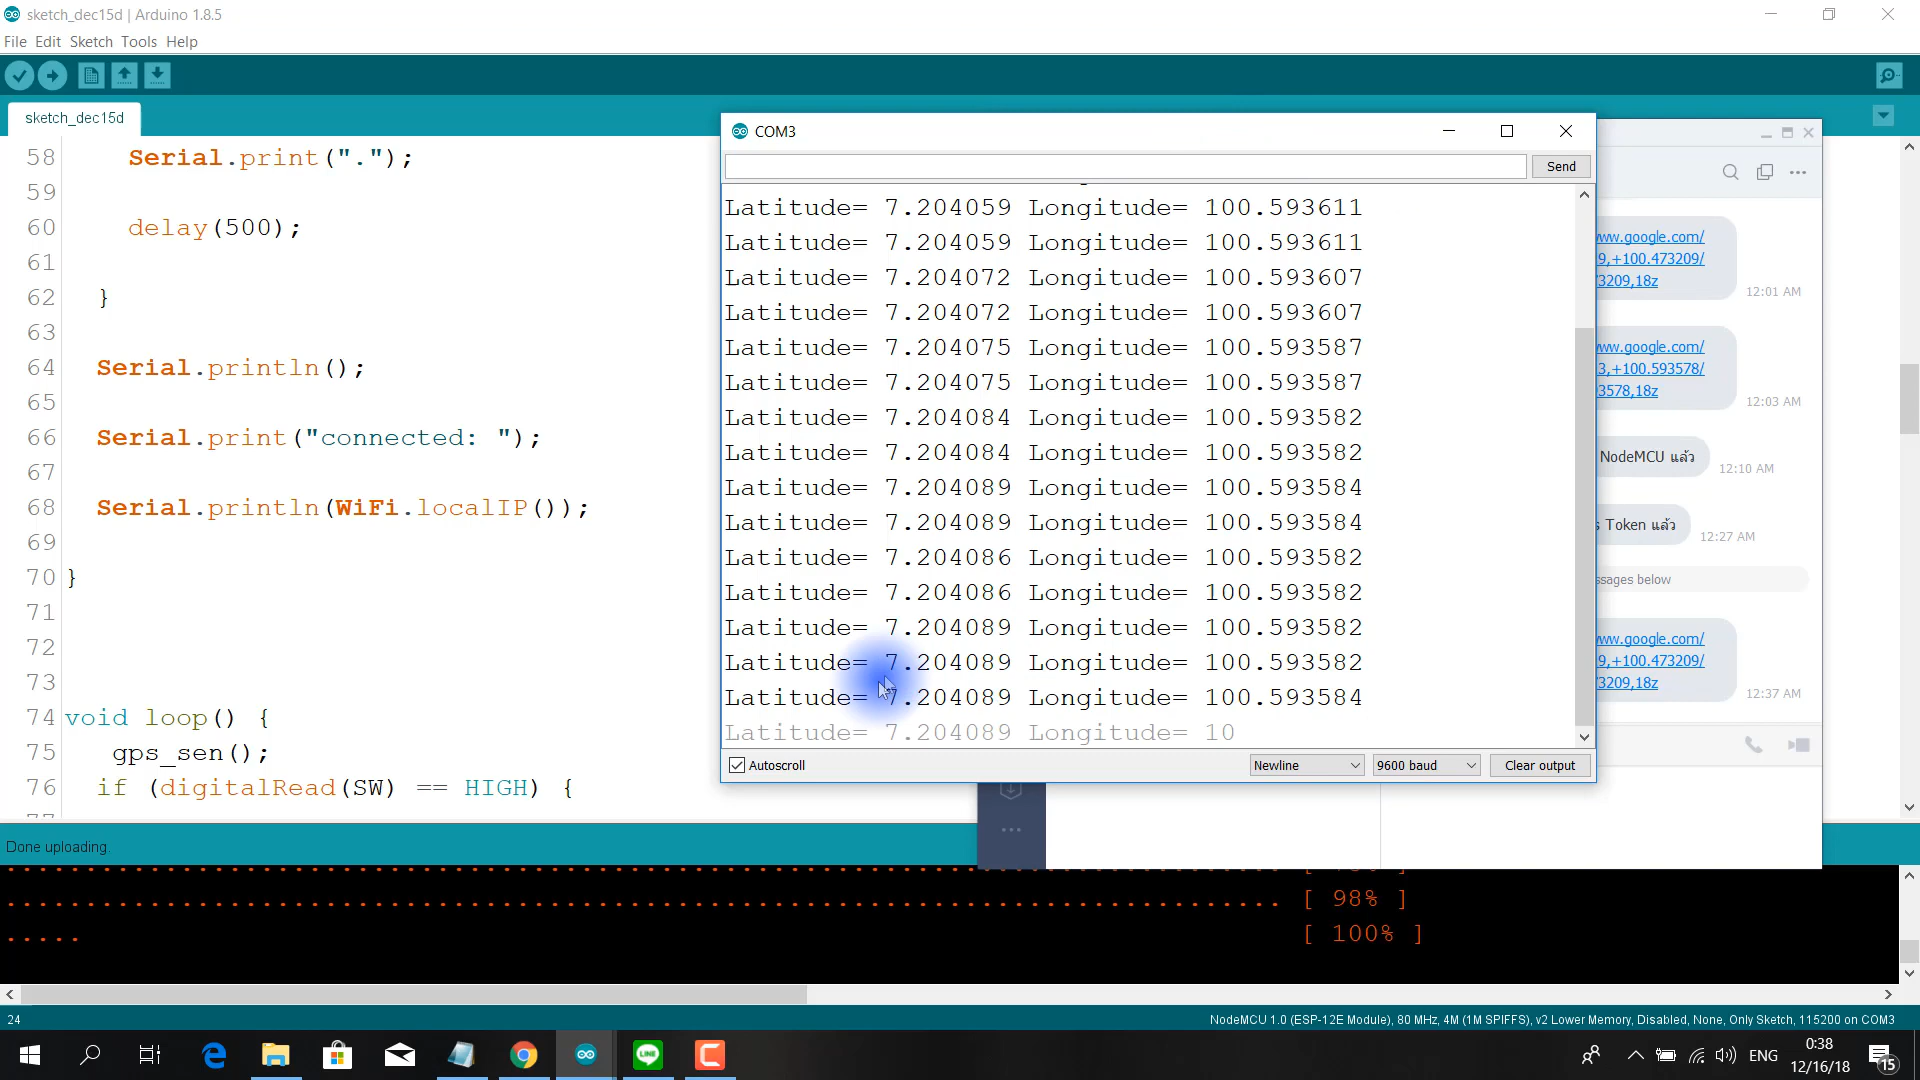 sketch_dec15d | Arduino 1.8.5
File Edit Sketch Tools Help
sketch_dec15d
58 Serial.print(".");
59
60 delay(500);
61
62 }
63
64 Serial.println();
65
66 Serial.print("connected: ");
67
68 Serial.println(WiFi.localIP());
69
70 }
71
72
73
74 void loop() {
75 gps_sen();
76 if (digitalRead(SW) == HIGH) {
COM3
Send
Latitude= 7.204059 Longitude= 100.593611
Latitude= 7.204059 Longitude= 100.593611
Latitude= 7.204072 Longitude= 100.593607
Latitude= 7.204072 Longitude= 100.593607
Latitude= 7.204075 Longitude= 100.593587
Latitude= 7.204075 Longitude= 100.593587
Latitude= 7.204084 Longitude= 100.593582
Latitude= 7.204084 Longitude= 100.593582
Latitude= 7.204089 Longitude= 100.593584
Latitude= 7.204089 Longitude= 100.593584
Latitude= 7.204086 Longitude= 100.593582
Latitude= 7.204086 Longitude= 100.593582
Latitude= 7.204089 Longitude= 100.593582
Latitude= 7.204089 Longitude= 100.593582
Latitude= 7.204089 Longitude= 100.593584
Latitude= 7.204089 Longitude= 10
Autoscroll Newline 9600 baud Clear output
www.google.com/
9,+100.473209/
73209,18z
12:01 AM
www.google.com/
3,+100.593578/
93578,18z
12:03 AM
NodeMCU แล้ว
12:10 AM
s Token แล้ว
12:27 AM
ssages below
www.google.com/
9,+100.473209/
73209,18z
12:37 AM
Done uploading.
[ 98% ]
[ 100% ]
24
NodeMCU 1.0 (ESP-12E Module), 80 MHz, 4M (1M SPIFFS), v2 Lower Memory, Disabled, None, Only Sketch, 115200 on COM3
LINE
ENG
0:38
12/16/18
15